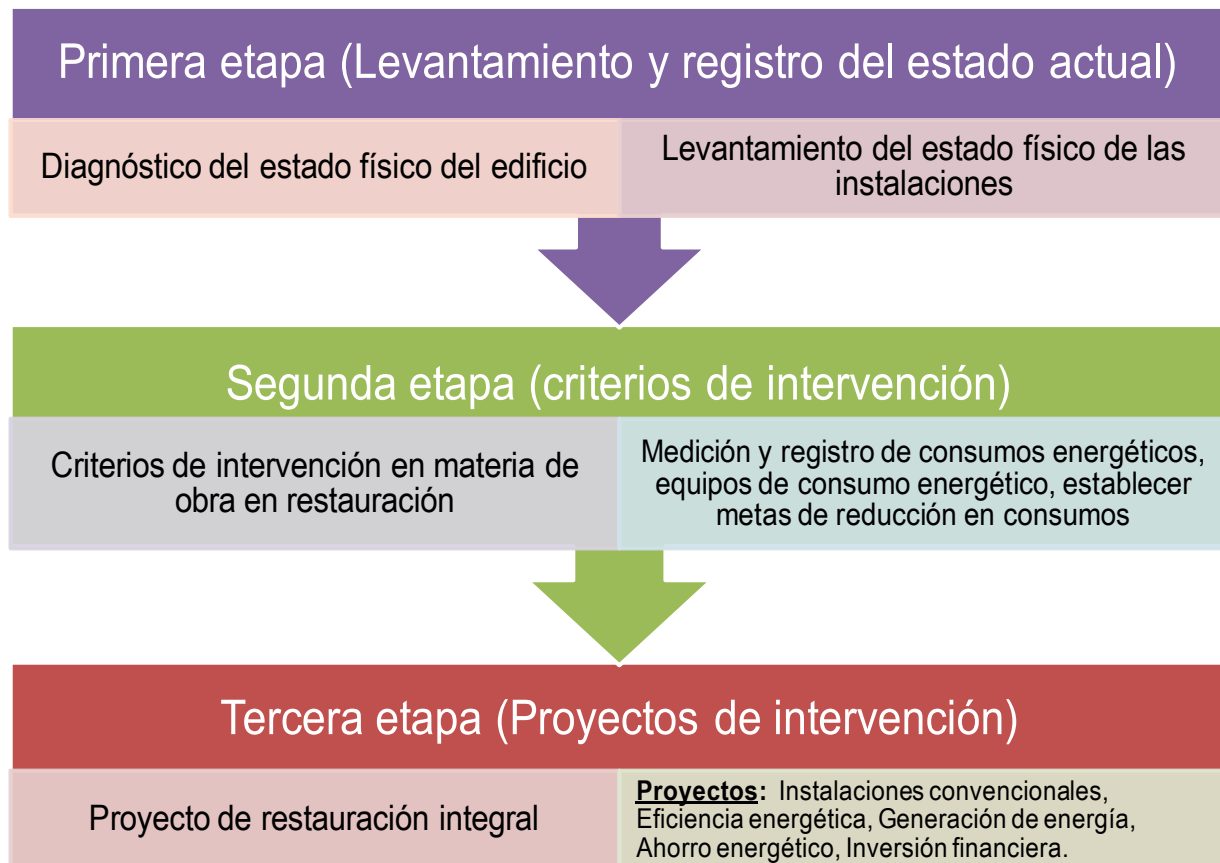 Primera etapa (Levantamiento y registro del estado actual)
Diagnóstico del estado físico del edificio
Levantamiento del estado físico de las
instalaciones
Segunda etapa (criterios de intervención)
Criterios de intervención en materia de
obra en restauración
Medición y registro de consumos energéticos,
equipos de consumo energético, establecer
metas de reducción en consumos
Tercera etapa (Proyectos de intervención)
Proyecto de restauración integral
Proyectos: Instalaciones convencionales,
Eficiencia energética, Generación de energía,
Ahorro energético, Inversión financiera.